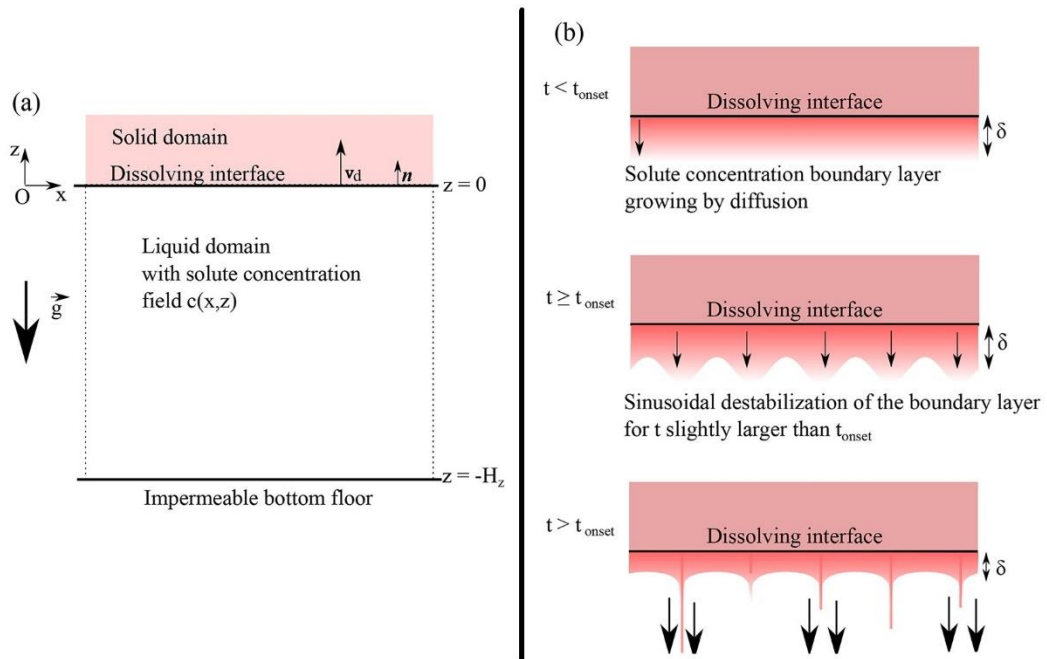 (a)
Solid domain
z
Dissolving interface
v_d
n
O
x
z = 0
Liquid domain
with solute concentration
field c(x,z)
g
z = -H_z
Impermeable bottom floor
(b)
t < t_onset
Dissolving interface
δ
Solute concentration boundary layer
growing by diffusion
t ≥ t_onset
Dissolving interface
δ
Sinusoidal destabilization of the boundary layer
for t slightly larger than t_onset
t > t_onset
Dissolving interface
δ